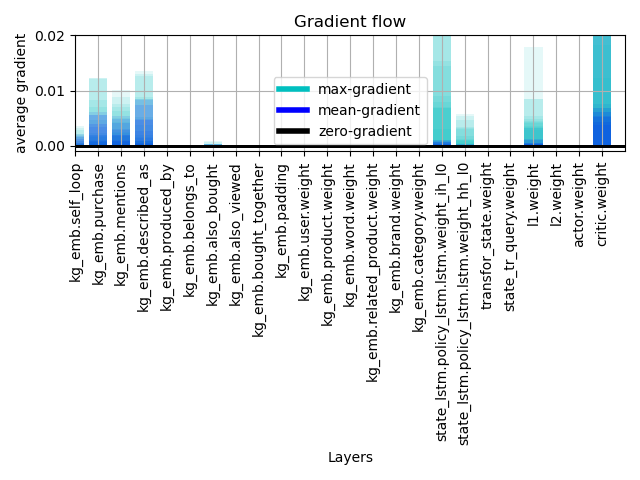 Gradient flow
average gradient
0.02
0.01
0.00
max-gradient
mean-gradient
zero-gradient
kg_emb.self_loop
kg_emb.purchase
kg_emb.mentions
kg_emb.described_as
kg_emb.produced_by
kg_emb.belongs_to
kg_emb.also_bought
kg_emb.also_viewed
kg_emb.bought_together
kg_emb.padding
kg_emb.user.weight
kg_emb.product.weight
kg_emb.word.weight
kg_emb.related_product.weight
kg_emb.brand.weight
kg_emb.category.weight
state_lstm.policy_lstm.lstm.weight_ih_l0
state_lstm.policy_lstm.lstm.weight_hh_l0
transfor_state.weight
state_tr_query.weight
l1.weight
l2.weight
actor.weight
critic.weight
Layers